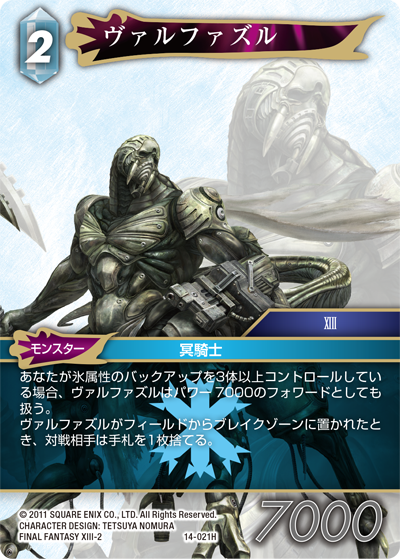 2
ヴァルファズル
XIII
モンスター
冥騎士
あなたが氷属性のバックアップを3体以上コントロールしてい
る場合、ヴァルファズルはパワー7000のフォワードとしても
扱う。
ヴァルファズルがフィールドからブレイクゾーンに置かれたと
き、対戦相手は手札を1枚捨てる。
© 2011 SQUARE ENIX CO., LTD. All Rights Reserved.
CHARACTER DESIGN: TETSUYA NOMURA
FINAL FANTASY XIII-2
14-021H
7000